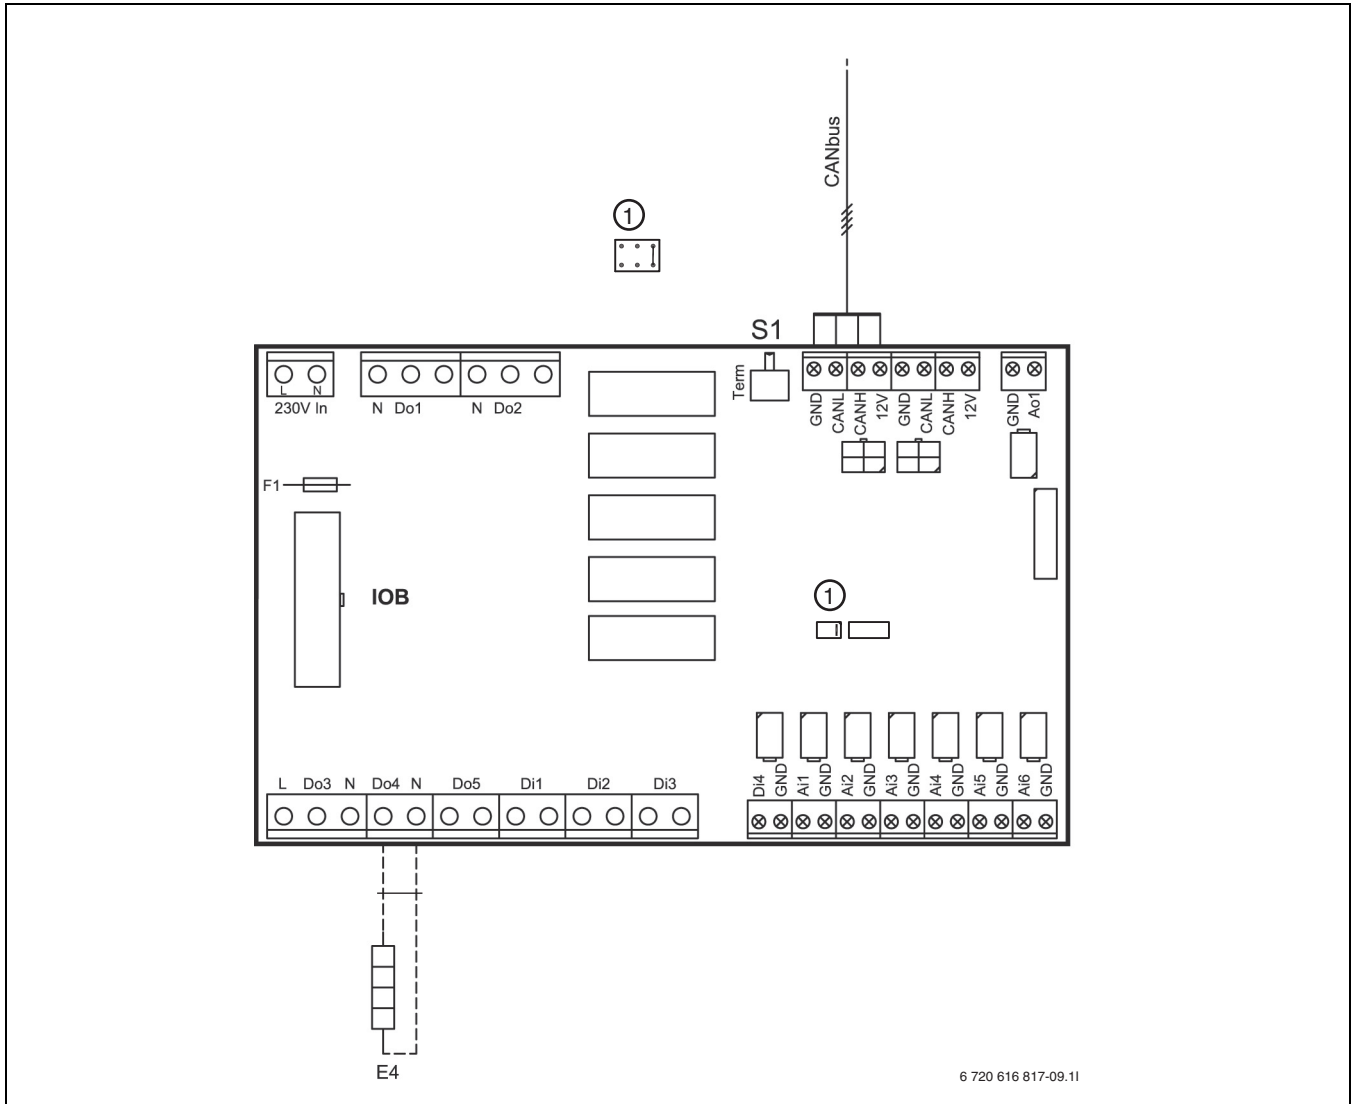 CANbus
1
S1
Term
L N
230V In
N Do1
N Do2
GND
CANL
CANH
12V
GND
CANL
CANH
12V
GND
Ao1
F1
IOB
1
L Do3 N Do4 N Do5 Di1 Di2 Di3
Di4
GND
Ai1
GND
Ai2
GND
Ai3
GND
Ai4
GND
Ai5
GND
Ai6
GND
E4
6 720 616 817-09.1I